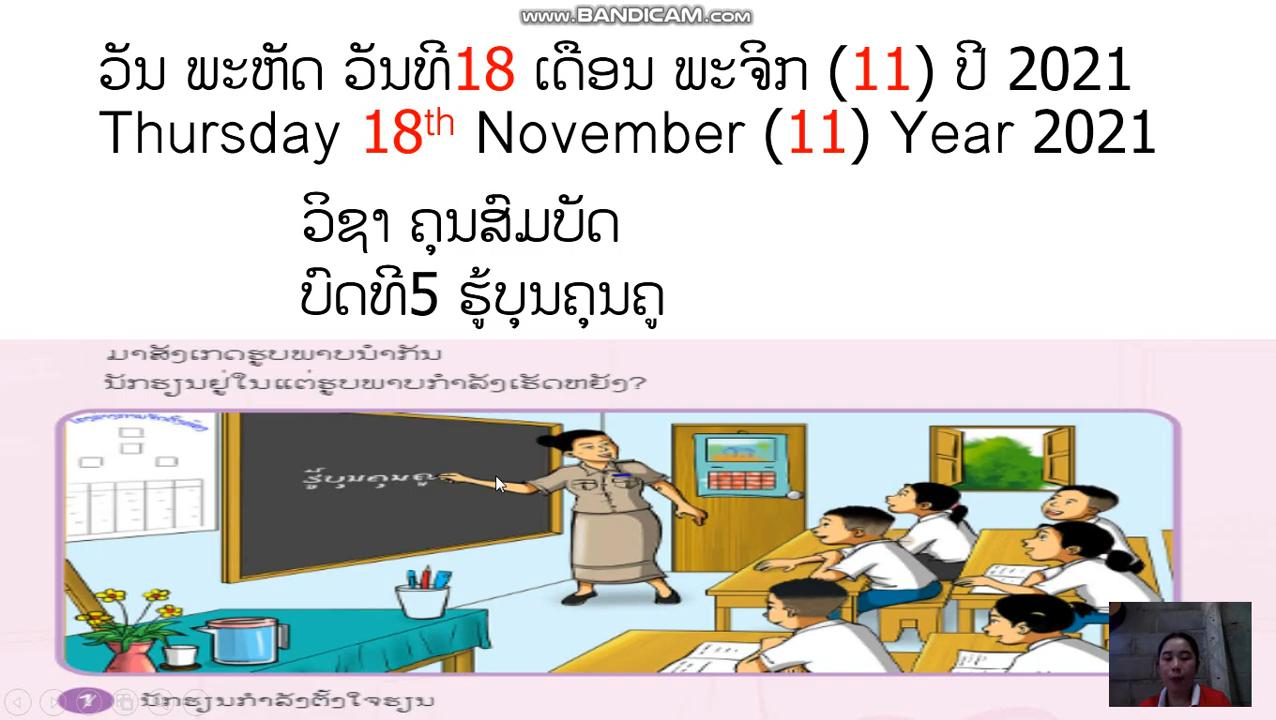 www.BANDICAM.com
ວັນ ພະຫັດ ວັນທີ18 ເດືອນ ພະຈິກ (11) ປີ 2021
Thursday 18th November (11) Year 2021
ວິຊາ ຄຸນສົມບັດ
ບົດທີ5 ຮູ້ບຸນຄຸນຄູ
ມາສັງເກດຮູບພາບນຳກັນ
ນັກຮຽນຢູ່ໃນແຕ່ຮູບພາບກຳລັງເຮັດຫຍັງ?
ຮູ້ບຸນຄຸນຄູ
1 ນັກຮຽນກຳລັງຕັ້ງໃຈຮຽນ